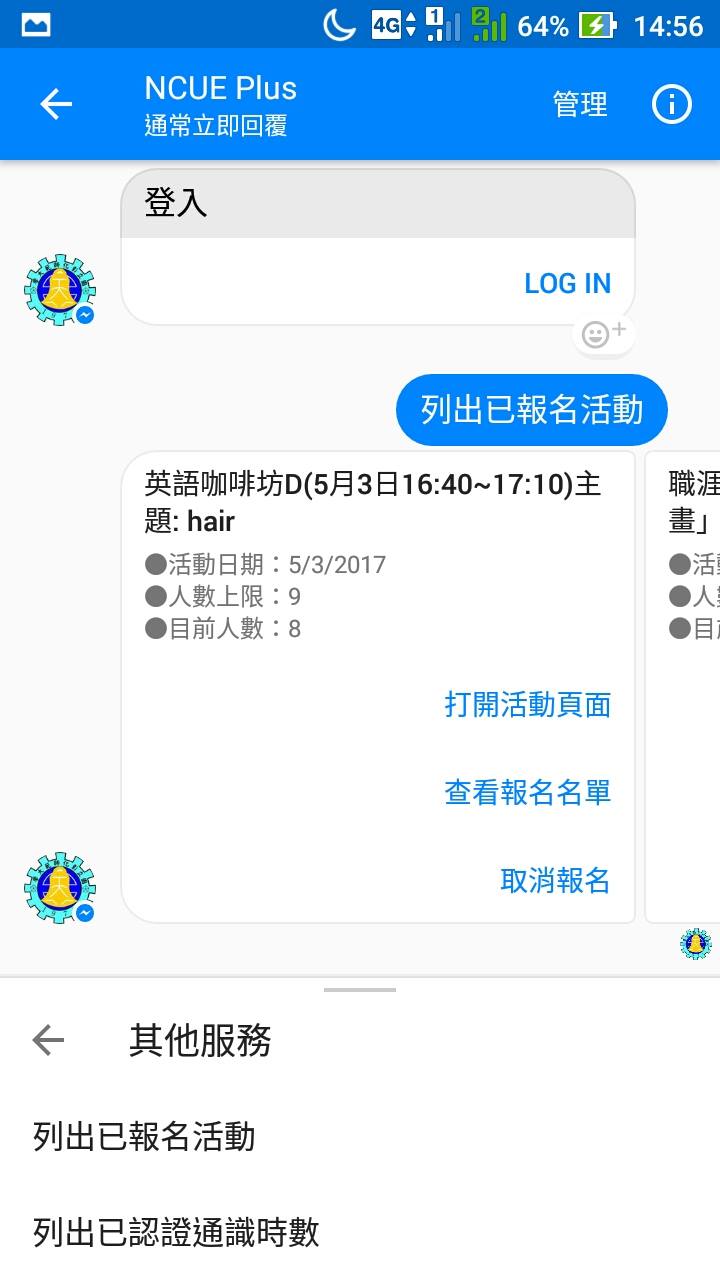 4G 1 2 64% 14:56
NCUE Plus
通常立即回覆
管理
登入
LOG IN
列出已報名活動
英語咖啡坊D(5月3日16:40~17:10)主
題: hair
●活動日期：5/3/2017
●人數上限：9
●目前人數：8
打開活動頁面
查看報名名單
取消報名
職涯
畫」
●活
●人
●目
其他服務
列出已報名活動
列出已認證通識時數